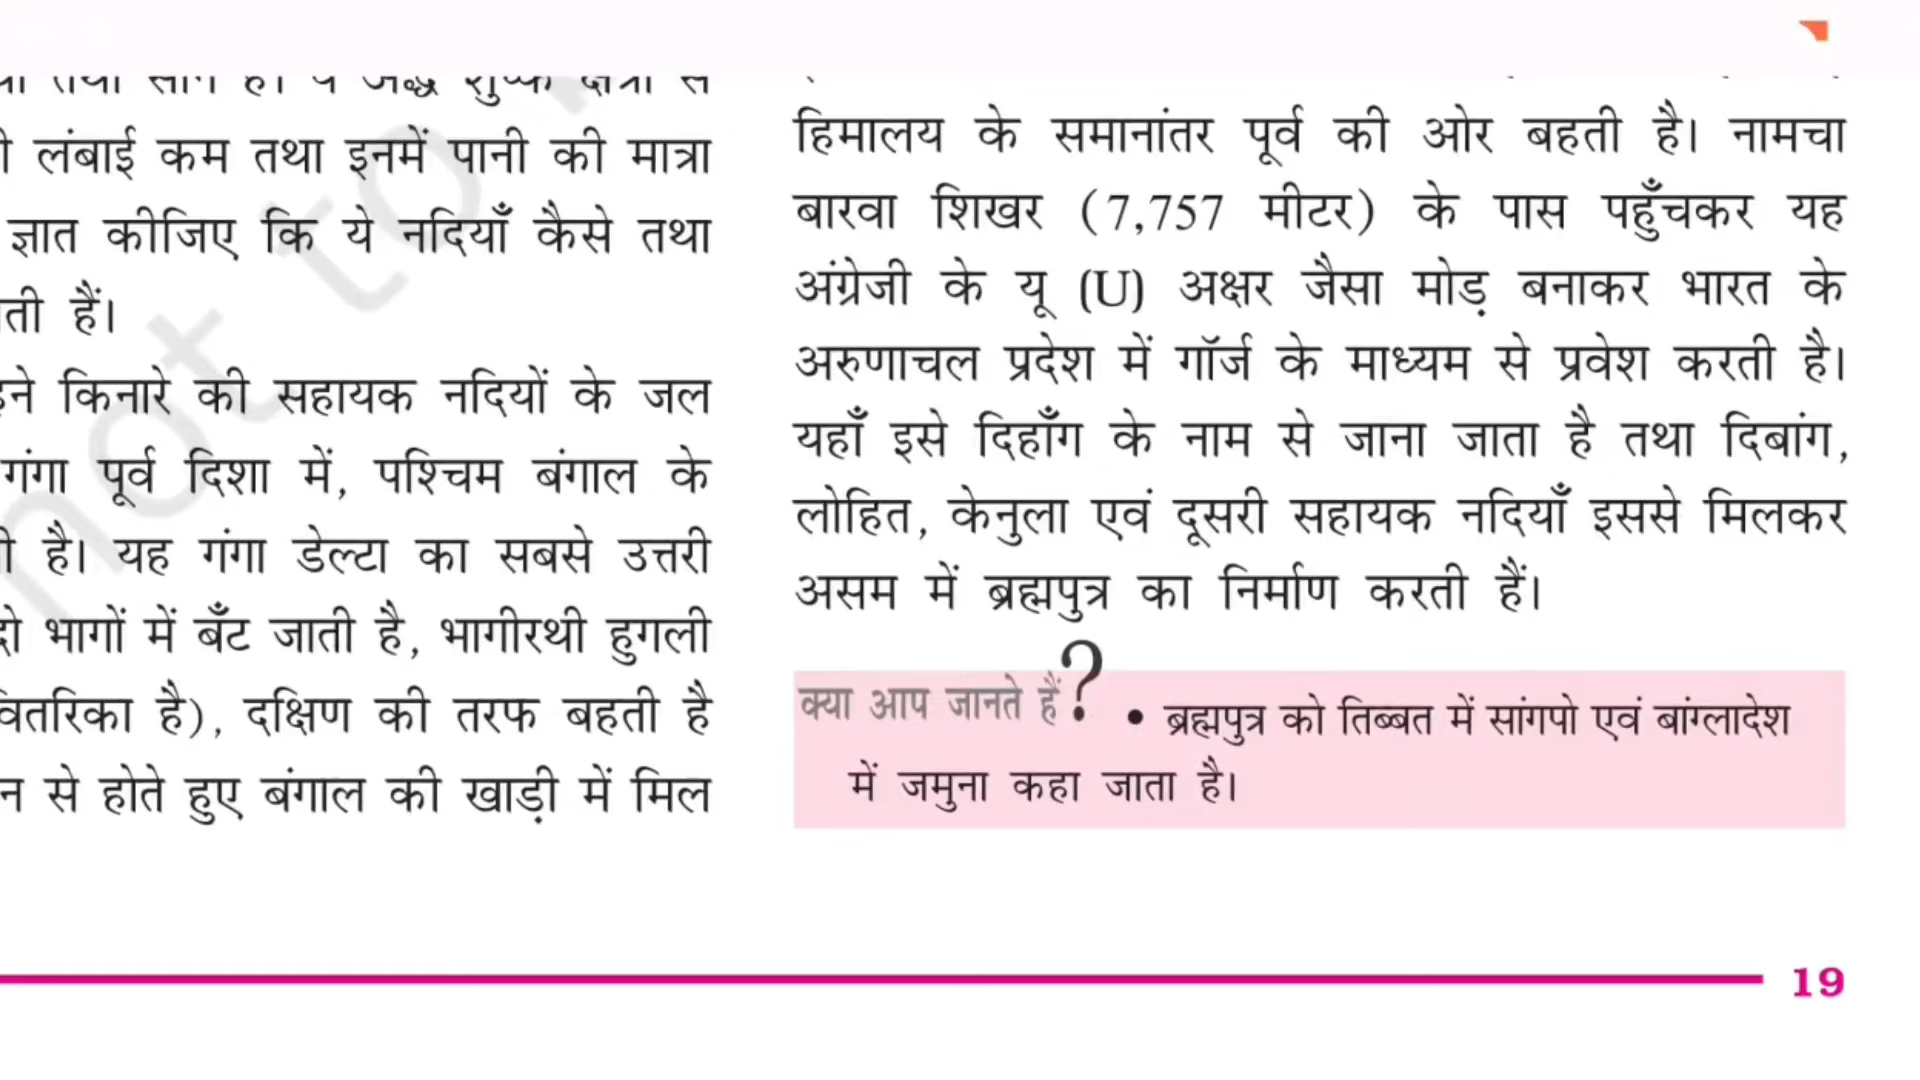 लंबाई कम तथा इनमें पानी की मात्रा
ज्ञात कीजिए कि ये नदियाँ कैसे तथा
हैं।
किनारे की सहायक नदियों के जल
गंगा पूर्व दिशा में, पश्चिम बंगाल के
है। यह गंगा डेल्टा का सबसे उत्तरी
भागों में बँट जाती है, भागीरथी हुगली
है), दक्षिण की तरफ बहती है
से होते हुए बंगाल की खाड़ी में मिल
हिमालय के समानांतर पूर्व की ओर बहती है। नामचा
बारवा शिखर (7,757 मीटर) के पास पहुँचकर यह
अंग्रेजी के यू (U) अक्षर जैसा मोड़ बनाकर भारत के
अरुणाचल प्रदेश में गॉर्ज के माध्यम से प्रवेश करती है।
यहाँ इसे दिहाँग के नाम से जाना जाता है तथा दिबांग,
लोहित, केनुला एवं दूसरी सहायक नदियाँ इससे मिलकर
असम में ब्रह्मपुत्र का निर्माण करती हैं।
क्या आप जानते हैं? • ब्रह्मपुत्र को तिब्बत में सांगपो एवं बांग्लादेश
में जमुना कहा जाता है।
19
not to